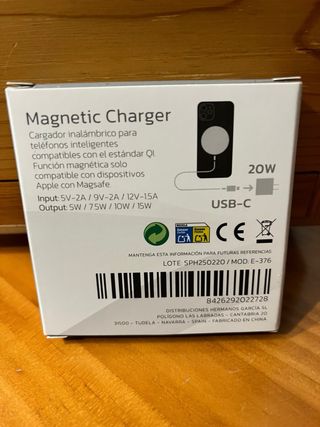 Magnetic Charger
Cargador inalámbrico para
teléfonos inteligentes
compatibles con el estándar QI.
Función magnética solo
compatible con dispositivos
Apple con Magsafe.
Input: 5V-2A / 9V-2A / 12V-1.5A
Output: 5W / 7.5W / 10W / 15W
20W
USB-C
CE
MANTENGA ESTA INFORMACIÓN PARA FUTURAS REFERENCIAS
LOTE: SPH250220 / MOD: E-376
8426292022728
DISTRIBUCIONES HERMANOS GARCÍA SL
POLÍGONO LAS LABRADAS - CANTABRIA 20
31500 - TUDELA - NAVARRA - SPAIN - FABRICADO EN CHINA